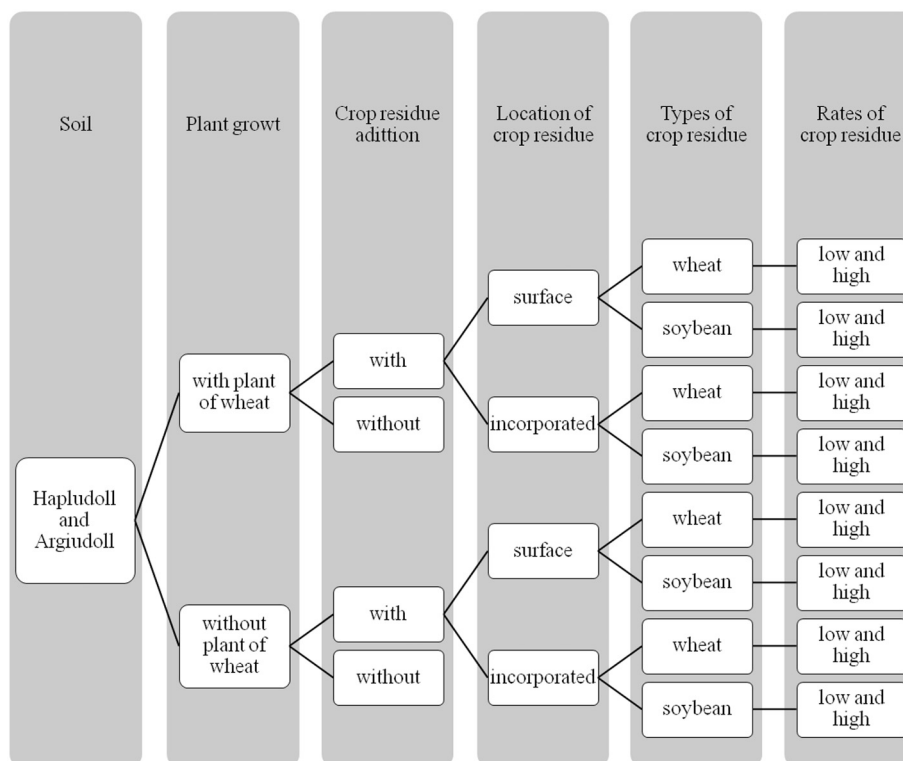 Soil
Plant growt
Crop residue
adittion
Location of
crop residue
Types of
crop residue
Rates of
crop residue
Hapludoll
and
Argiudoll
with plant
of wheat
without
plant of
wheat
with
without
with
without
surface
incorporated
surface
incorporated
wheat
soybean
wheat
soybean
wheat
soybean
wheat
soybean
low and
high
low and
high
low and
high
low and
high
low and
high
low and
high
low and
high
low and
high